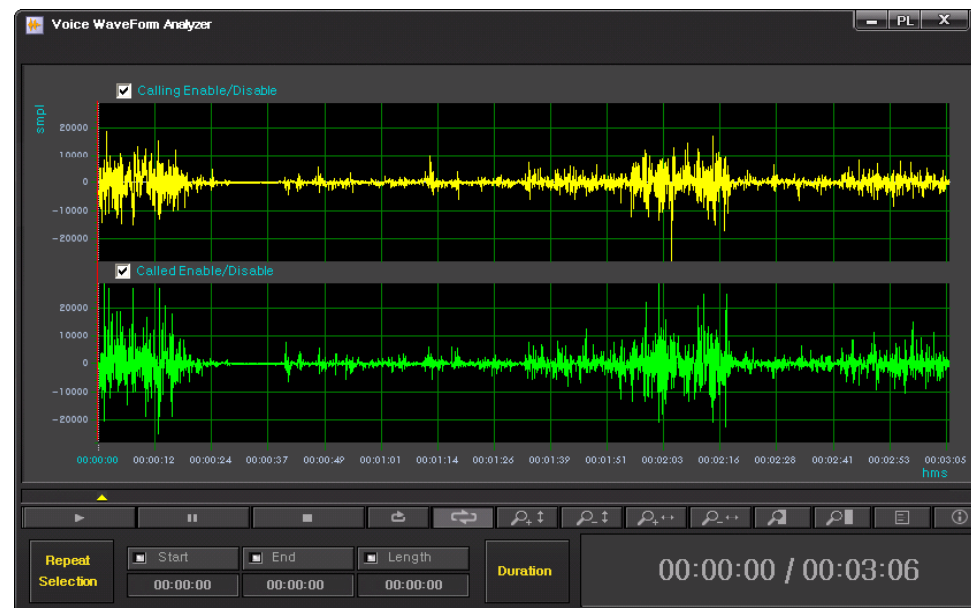 Voice WaveForm Analyzer
PL X
Calling Enable/Disable
smpl
20000
10000
0
-10000
-20000
Called Enable/Disable
20000
10000
0
-10000
-20000
00:00:00 00:00:12 00:00:24 00:00:37 00:00:49 00:01:01 00:01:14 00:01:26 00:01:39 00:01:51 00:02:03 00:02:16 00:02:28 00:02:41 00:02:53 00:03:05
hms
Repeat Selection
Start End Length
00:00:00 00:00:00 00:00:00
Duration
00:00:00 / 00:03:06